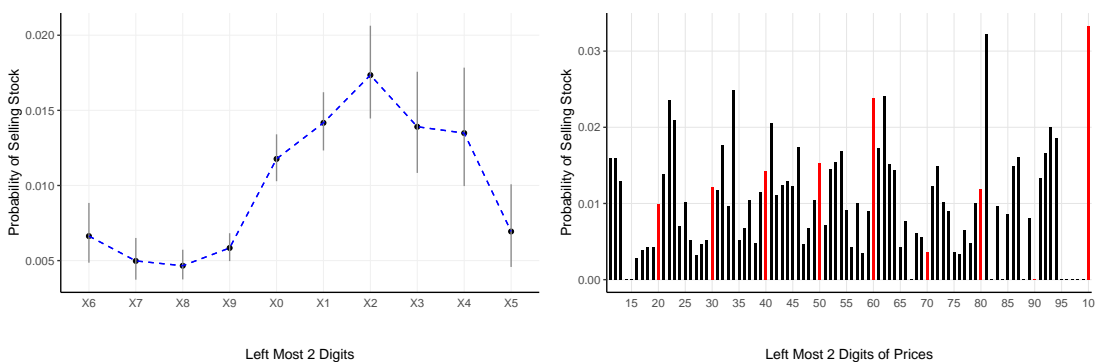 Probability of Selling Stock
0.020
0.015
0.010
0.005
X6 X7 X8 X9 X0 X1 X2 X3 X4 X5
Left Most 2 Digits
Probability of Selling Stock
0.03
0.02
0.01
0.00
15 20 25 30 35 40 45 50 55 60 65 70 75 80 85 90 95 10
Left Most 2 Digits of Prices